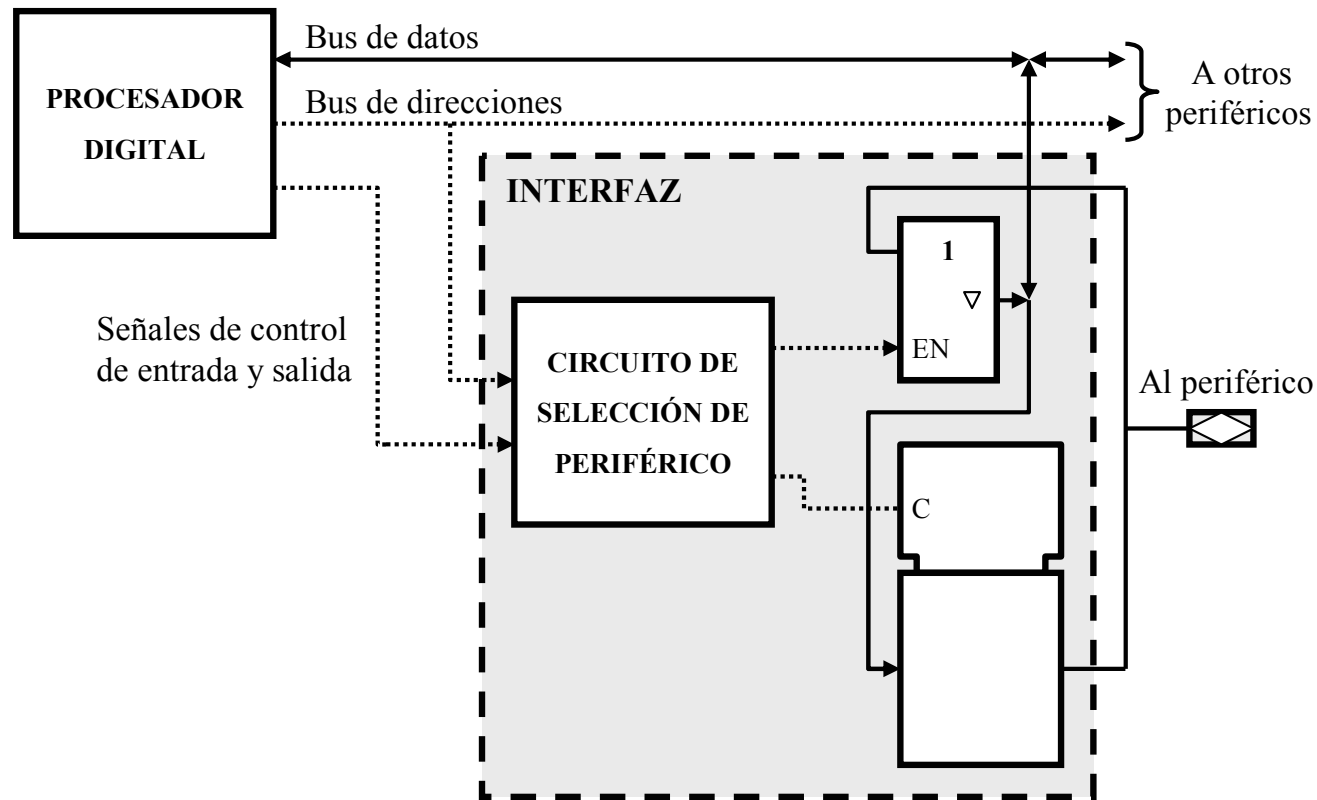 Bus de datos
PROCESADOR
DIGITAL
Bus de direcciones
A otros
periféricos
INTERFAZ
1
▽
EN
Señales de control
de entrada y salida
CIRCUITO DE
SELECCIÓN DE
PERIFÉRICO
Al periférico
C